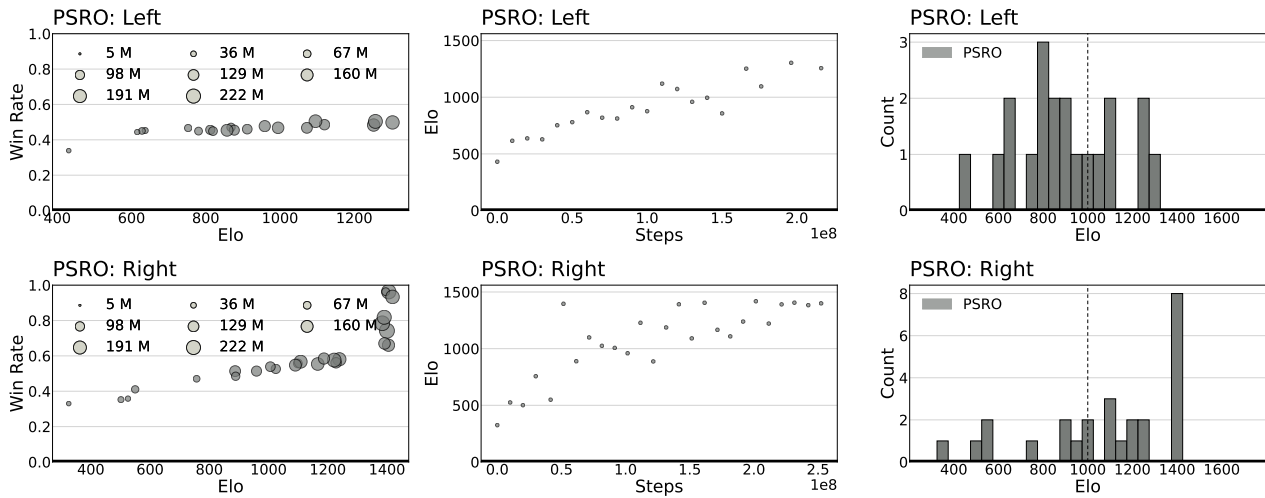 PSRO: Left
1.0
0.8
0.6
0.4
0.2
0.0
Win Rate
5 M
36 M
67 M
98 M
129 M
160 M
191 M
222 M
400
600
800
1000
1200
Elo
PSRO: Left
1500
1000
500
0
Elo
0.0
0.5
1.0
1.5
2.0
1e8
Steps
PSRO: Left
3
2
1
0
Count
PSRO
400
600
800
1000
1200
1400
1600
Elo
PSRO: Right
1.0
0.8
0.6
0.4
0.2
0.0
Win Rate
5 M
36 M
67 M
98 M
129 M
160 M
191 M
222 M
400
600
800
1000
1200
1400
Elo
PSRO: Right
1500
1000
500
0
Elo
0.0
0.5
1.0
1.5
2.0
2.5
1e8
Steps
PSRO: Right
8
6
4
2
0
Count
PSRO
400
600
800
1000
1200
1400
1600
Elo